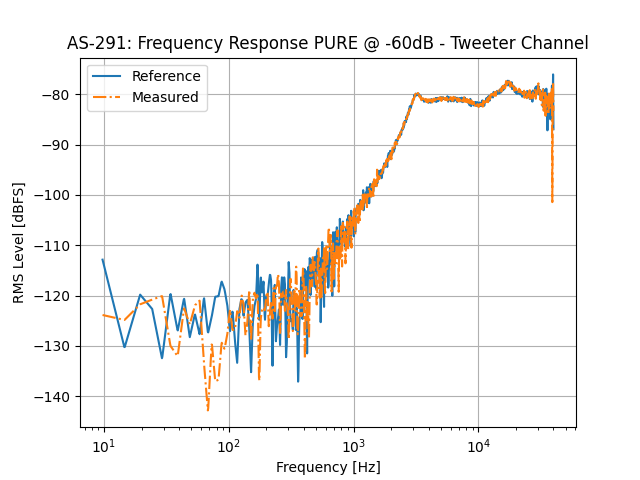 AS-291: Frequency Response PURE @ -60dB - Tweeter Channel
Reference
Measured
−80
−90
−100
−110
−120
−130
−140
RMS Level [dBFS]
10¹ 10² 10³ 10⁴
Frequency [Hz]